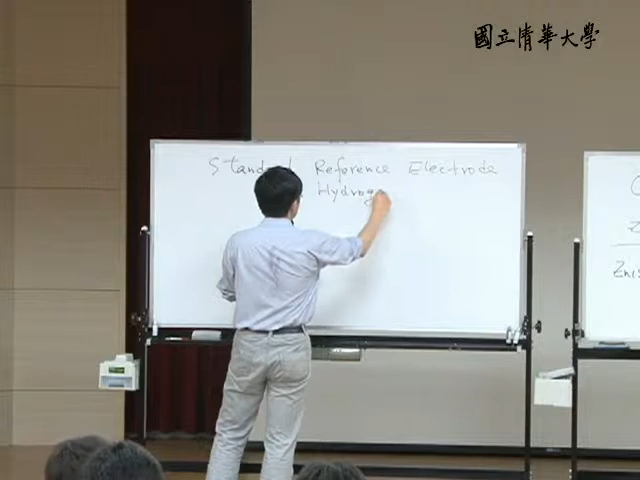 國立清華大學
Standard Reference Electrode
Hydroge